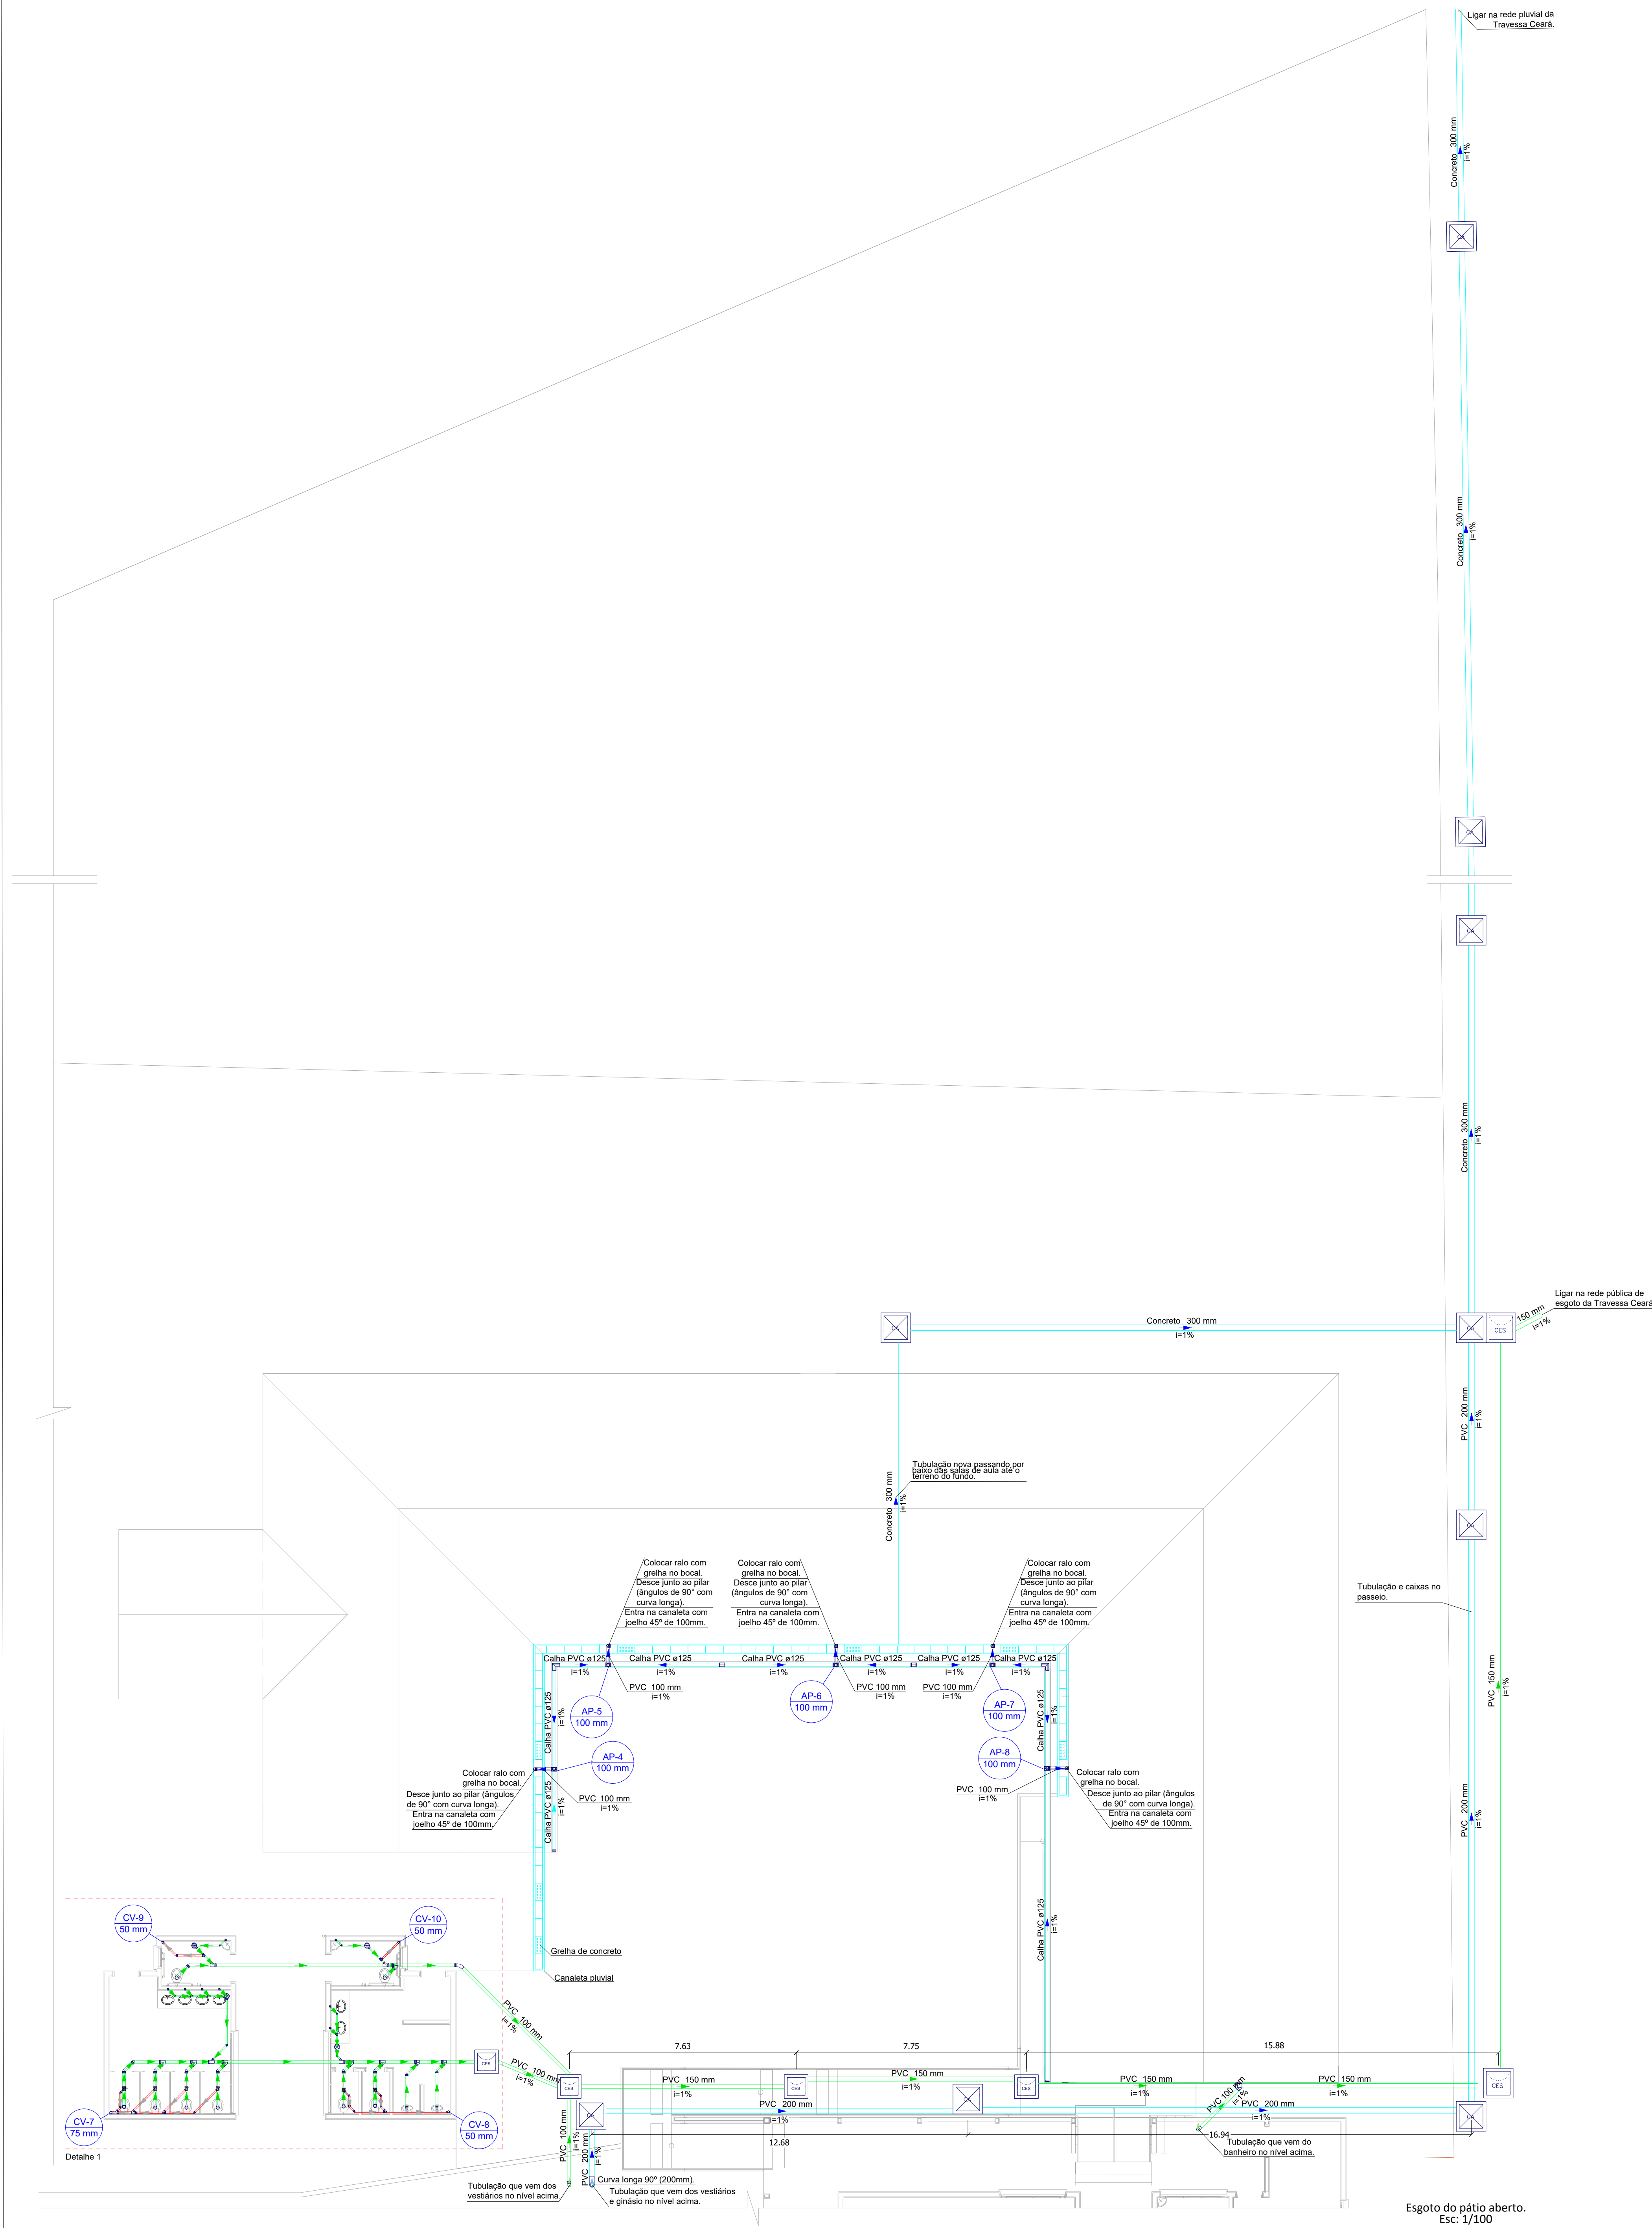 Ligar na rede pluvial da
Travessa Ceará.
Concreto 300 mm
i=1%
CA
Concreto 300 mm
i=1%
CA
CA
Concreto 300 mm
i=1%
Ligar na rede pública de
esgoto da Travessa Ceará
150 mm
i=1%
CA
Concreto 300 mm
i=1%
CA
CES
PVC 200 mm
i=1%
Tubulação nova passando por
baixo das salas de aula até o
terreno do fundo.
Concreto 300 mm
i=1%
CA
Tubulação e caixas no
passeio.
PVC 150 mm
i=1%
PVC 200 mm
i=1%
Colocar ralo com
grelha no bocal.
Desce junto ao pilar
(ângulos de 90° com
curva longa).
Entra na canaleta com
joelho 45º de 100mm.
Colocar ralo com
grelha no bocal.
Desce junto ao pilar
(ângulos de 90° com
curva longa).
Entra na canaleta com
joelho 45º de 100mm.
Colocar ralo com
grelha no bocal.
Desce junto ao pilar
(ângulos de 90° com
curva longa).
Entra na canaleta com
joelho 45º de 100mm.
Calha PVC ø125
i=1%
Calha PVC ø125
i=1%
Calha PVC ø125
i=1%
Calha PVC ø125
i=1%
Calha PVC ø125
i=1%
Calha PVC ø125
i=1%
PVC 100 mm
i=1%
PVC 100 mm
i=1%
PVC 100 mm
i=1%
AP-5
100 mm
AP-6
100 mm
AP-7
100 mm
Calha PVC ø125
i=1%
Calha PVC ø125
i=1%
AP-4
100 mm
AP-8
100 mm
Colocar ralo com
grelha no bocal.
Desce junto ao pilar (ângulos
de 90° com curva longa).
Entra na canaleta com
joelho 45º de 100mm.
Calha PVC ø125
i=1%
PVC 100 mm
i=1%
PVC 100 mm
i=1%
Colocar ralo com
grelha no bocal.
Desce junto ao pilar (ângulos
de 90° com curva longa).
Entra na canaleta com
joelho 45º de 100mm.
Calha PVC ø125
i=1%
CV-9
50 mm
CV-10
50 mm
Grelha de concreto
Canaleta pluvial
PVC 100 mm
i=1%
CES
PVC 100 mm
i=1%
7.63
7.75
15.88
CES
PVC 150 mm
i=1%
CES
PVC 150 mm
i=1%
CES
PVC 150 mm
i=1%
PVC 150 mm
i=1%
CES
CA
PVC 200 mm
i=1%
CA
PVC 100 mm
i=1%
PVC 200 mm
CA
12.68
16.94
CV-7
75 mm
CV-8
50 mm
Detalhe 1
PVC 100 mm
i=1%
PVC 200 mm
i=1%
Tubulação que vem do
banheiro no nível acima.
Tubulação que vem dos
vestiários no nível acima.
Curva longa 90º (200mm).
Tubulação que vem dos vestiários
e ginásio no nível acima.
Esgoto do pátio aberto.
Esc: 1/100